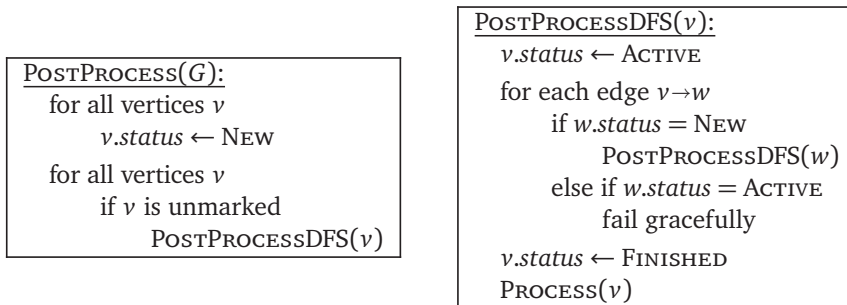 POSTPROCESS(G):
for all vertices v
v.status ← NEW
for all vertices v
if v is unmarked
POSTPROCESSDFS(v)
POSTPROCESSDFS(v):
v.status ← ACTIVE
for each edge v→w
if w.status = NEW
POSTPROCESSDFS(w)
else if w.status = ACTIVE
fail gracefully
v.status ← FINISHED
PROCESS(v)